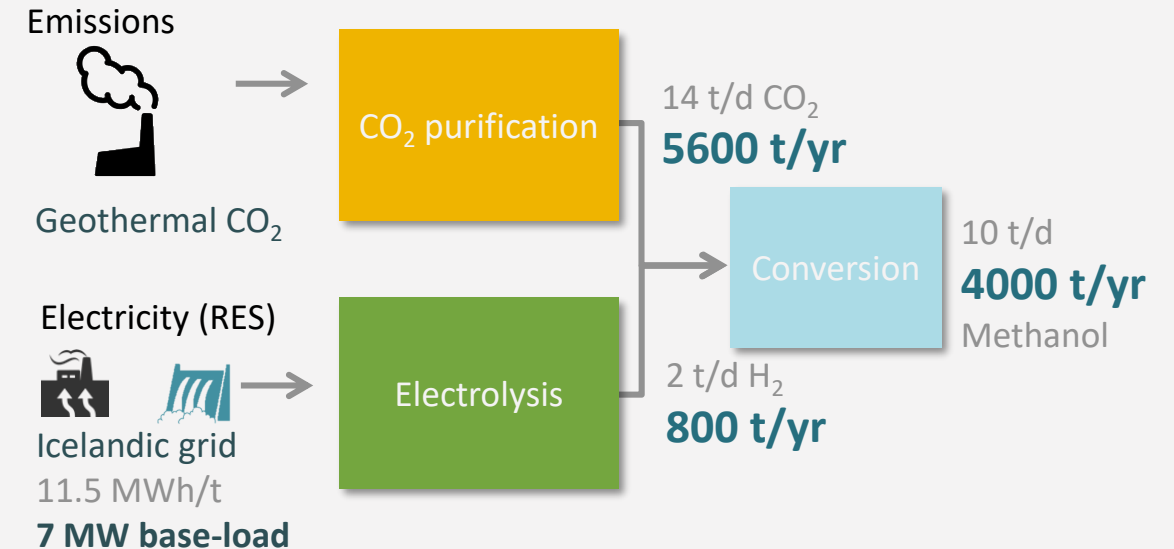 Emissions
Geothermal CO₂
CO₂ purification
14 t/d CO₂
5600 t/yr
Electricity (RES)
Icelandic grid
11.5 MWh/t
7 MW base-load
Electrolysis
2 t/d H₂
800 t/yr
Conversion
10 t/d
4000 t/yr
Methanol